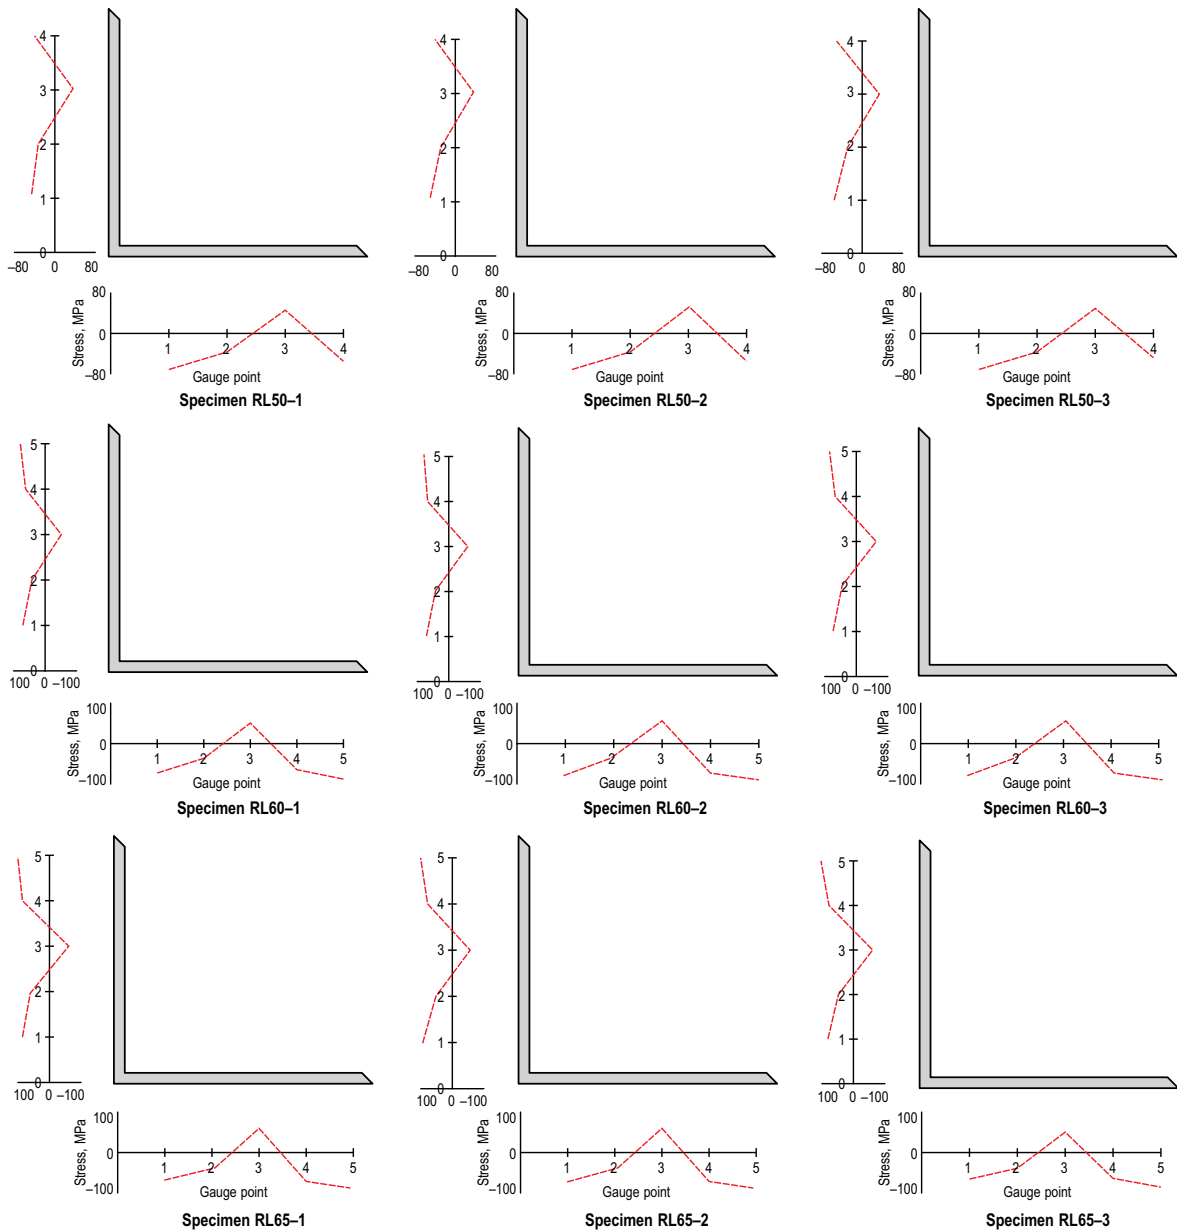 4
3
2
1
0
–80 0 80
80
Stress, MPa
0
–80
1 2 3 4
Gauge point
Specimen RL50–1
4
3
2
1
0
–80 0 80
80
Stress, MPa
0
–80
1 2 3 4
Gauge point
Specimen RL50–2
4
3
2
1
0
–80 0 80
80
Stress, MPa
0
–80
1 2 3 4
Gauge point
Specimen RL50–3
5
4
3
2
1
0
100 0 –100
100
Stress, MPa
0
–100
1 2 3 4 5
Gauge point
Specimen RL60–1
5
4
3
2
1
0
100 0 –100
100
Stress, MPa
0
–100
1 2 3 4 5
Gauge point
Specimen RL60–2
5
4
3
2
1
0
100 0 –100
100
Stress, MPa
0
–100
1 2 3 4 5
Gauge point
Specimen RL60–3
5
4
3
2
1
0
100 0 –100
100
Stress, MPa
0
–100
1 2 3 4 5
Gauge point
Specimen RL65–1
5
4
3
2
1
0
100 0 –100
100
Stress, MPa
0
–100
1 2 3 4 5
Gauge point
Specimen RL65–2
5
4
3
2
1
0
100 0 –100
100
Stress, MPa
0
–100
1 2 3 4 5
Gauge point
Specimen RL65–3